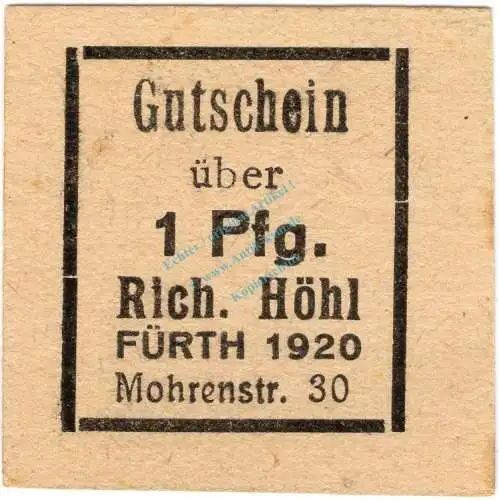 Gutschein
über
1 Pfg.
Rich. Höhl
FÜRTH 1920
Mohrenstr. 30